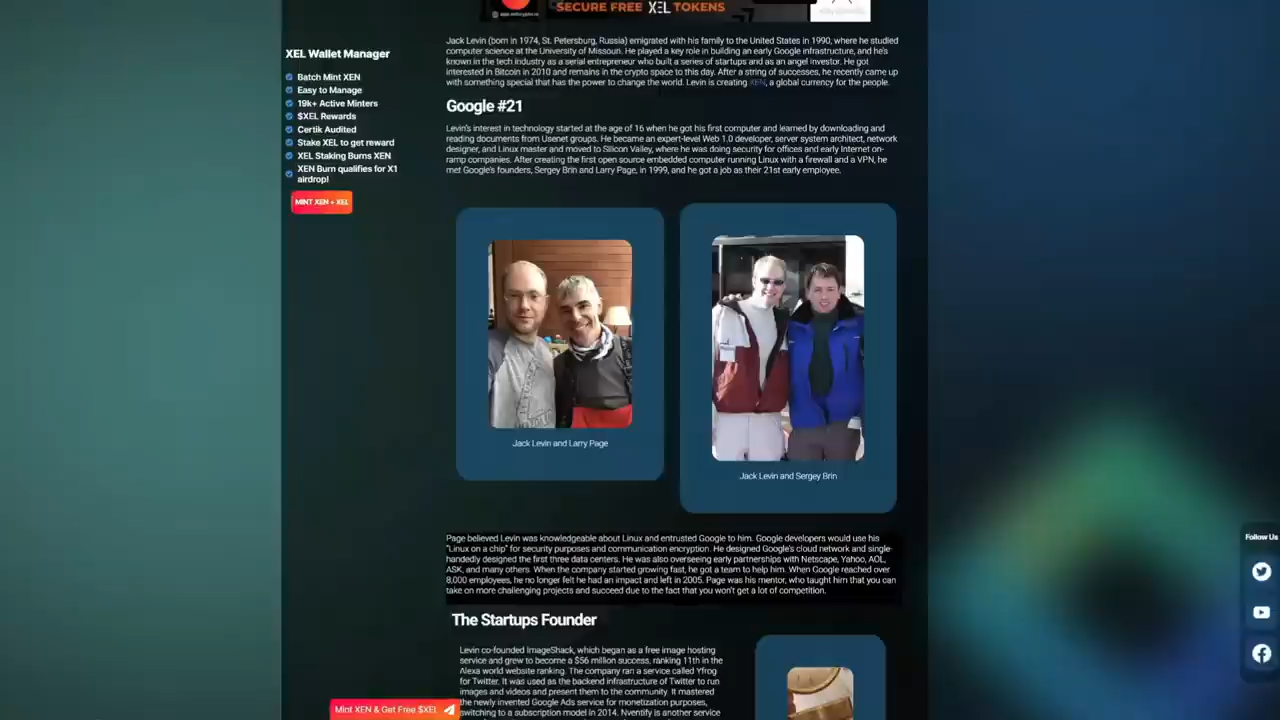 SECURE FREE XEL TOKENS
XEL Wallet Manager
Batch Mint XEN
Easy to Manage
19k+ Active Minters
$XEL Rewards
Certik Audited
Stake XEL to get reward
XEL Staking Burns XEN
XEN Burn qualifies for X1
airdrop!
MINT XEN + XEL
Jack Levin (born in 1974, St. Petersburg, Russia) emigrated with his family to the United States in 1990, where he studied
computer science at the University of Missouri. He played a key role in building an early Google infrastructure, and he's
known in the tech industry as a serial entrepreneur who built a series of startups and as an angel investor. He got
interested in Bitcoin in 2010 and remains in the crypto space to this day. After a string of successes, he recently came up
with something special that has the power to change the world. Levin is creating XEN, a global currency for the people.
Google #21
Levin's interest in technology started at the age of 16 when he got his first computer and learned by downloading and
reading documents from Usenet groups. He became an expert-level Web 1.0 developer, server system architect, network
designer, and Linux master and moved to Silicon Valley, where he was doing security for offices and early Internet on-
ramp companies. After creating the first open source embedded computer running Linux with a firewall and a VPN, he
met Google's founders, Sergey Brin and Larry Page, in 1999, and he got a job as their 21st early employee.
Jack Levin and Larry Page
Jack Levin and Sergey Brin
Page believed Levin was knowledgeable about Linux and entrusted Google to him. Google developers would use his
"Linux on a chip" for security purposes and communication encryption. He designed Google's cloud network and single-
handedly designed the first three data centers. He was also overseeing early partnerships with Netscape, Yahoo, AOL,
ASK, and many others. When the company started growing fast, he got a team to help him. When Google reached over
8,000 employees, he no longer felt he had an impact and left in 2005. Page was his mentor, who taught him that you can
take on more challenging projects and succeed due to the fact that you won't get a lot of competition.
The Startups Founder
Levin co-founded ImageShack, which began as a free image hosting
service and grew to become a $56 million success, ranking 11th in the
Alexa world website ranking. The company ran a service called Yfrog
for Twitter. It was used as the backend infrastructure of Twitter to run
images and videos and present them to the community. It mastered
the newly invented Google Ads service for monetization purposes,
switching to a subscription model in 2014. Nventify is another service
Mint XEN & Get Free $XEL
Follow Us